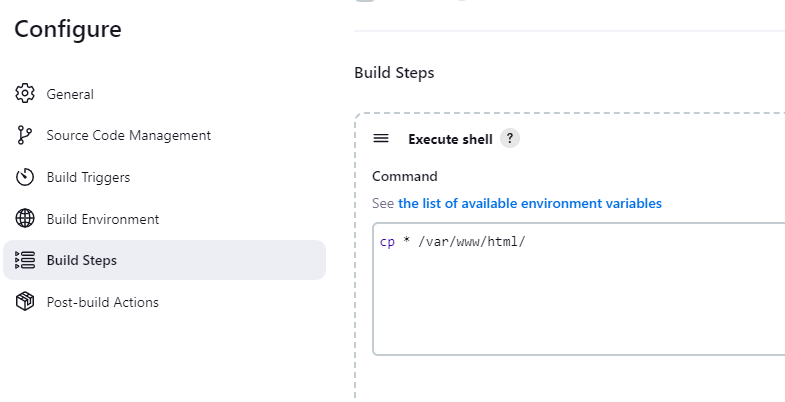 Configure
General
Source Code Management
Build Triggers
Build Environment
Build Steps
Post-build Actions
Build Steps
Execute shell ?
Command
See the list of available environment variables
cp * /var/www/html/